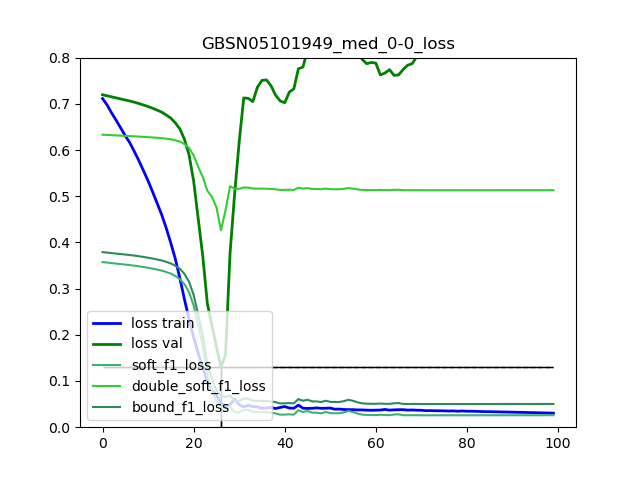 GBSN05101949_med_0-0_loss
0.8
0.7
0.6
0.5
0.4
0.3
0.2
0.1
0.0
loss train
loss val
soft_f1_loss
double_soft_f1_loss
bound_f1_loss
0 20 40 60 80 100